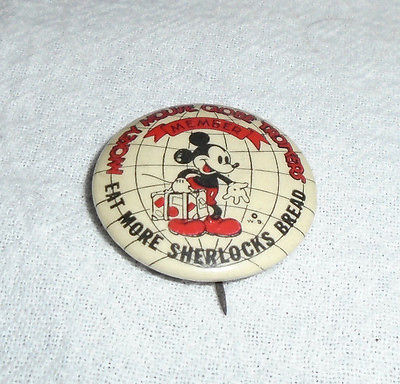 MICKEY MOUSE GLOBE TROTTERS
MEMBER
EAT MORE SHERLOCKS BREAD